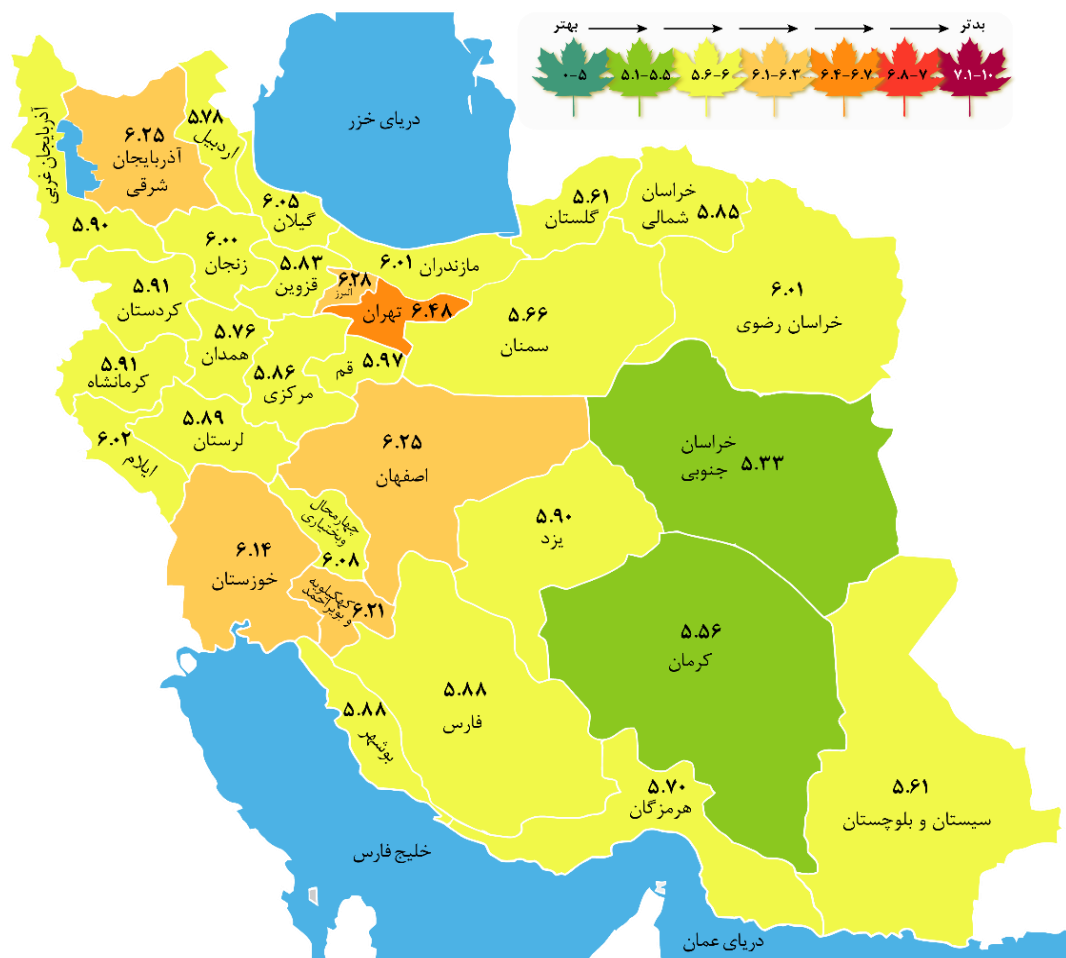 بهتر
بدتر
۰-۵
۵.۱-۵.۵
۵.۶-۶
۶.۱-۶.۳
۶.۴-۶.۷
۶.۸-۷
۷.۱-۱۰
دریای خزر
آذربایجان غربی
۵.۹۰
۶.۲۵
آذربایجان
شرقی
۵.۷۸
اردبیل
۶.۰۵
گیلان
۶.۰۰
زنجان
۵.۸۳
قزوین
۶.۰۱
مازندران
۵.۶۱
گلستان
خراسان
شمالی
۵.۸۵
۶.۰۱
خراسان رضوی
۶.۲۸
البرز
تهران ۶.۴۸
۵.۶۶
سمنان
۵.۹۱
کردستان
۵.۷۶
همدان
۵.۹۱
کرمانشاه
۵.۸۶
مرکزی
قم ۵.۹۷
۵.۸۹
لرستان
۶.۰۲
ایلام
۶.۲۵
اصفهان
خراسان
جنوبی ۵.۳۳
۵.۹۰
یزد
چهارمحال
وبختیاری
۶.۰۸
۶.۱۴
خوزستان
کهکیلویه
و بویراحمد
۶.۲۱
۵.۵۶
کرمان
۵.۸۸
فارس
۵.۸۸
بوشهر
۵.۷۰
هرمزگان
۵.۶۱
سیستان و بلوچستان
خلیج فارس
دریای عمان